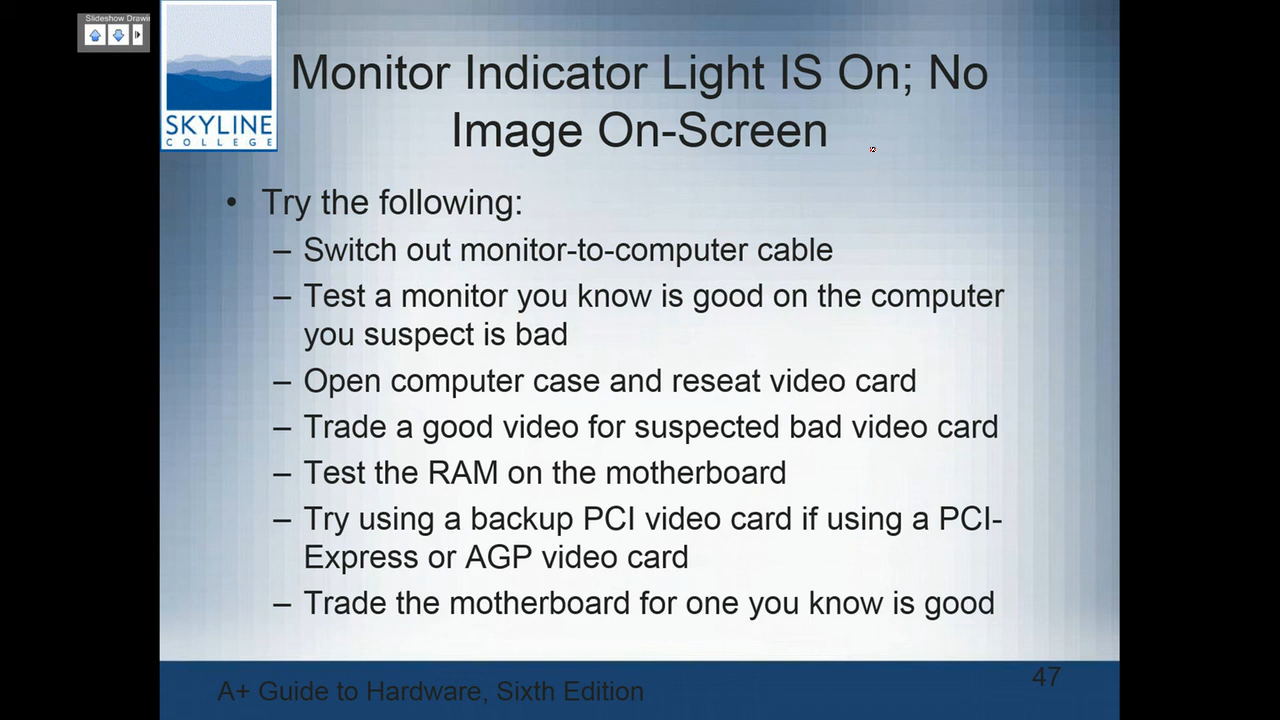 Slideshow Drawi
SKYLINE
COLLEGE
Monitor Indicator Light IS On; No
Image On-Screen
• Try the following:
– Switch out monitor-to-computer cable
– Test a monitor you know is good on the computer
you suspect is bad
– Open computer case and reseat video card
– Trade a good video for suspected bad video card
– Test the RAM on the motherboard
– Try using a backup PCI video card if using a PCI-
Express or AGP video card
– Trade the motherboard for one you know is good
A+ Guide to Hardware, Sixth Edition
47